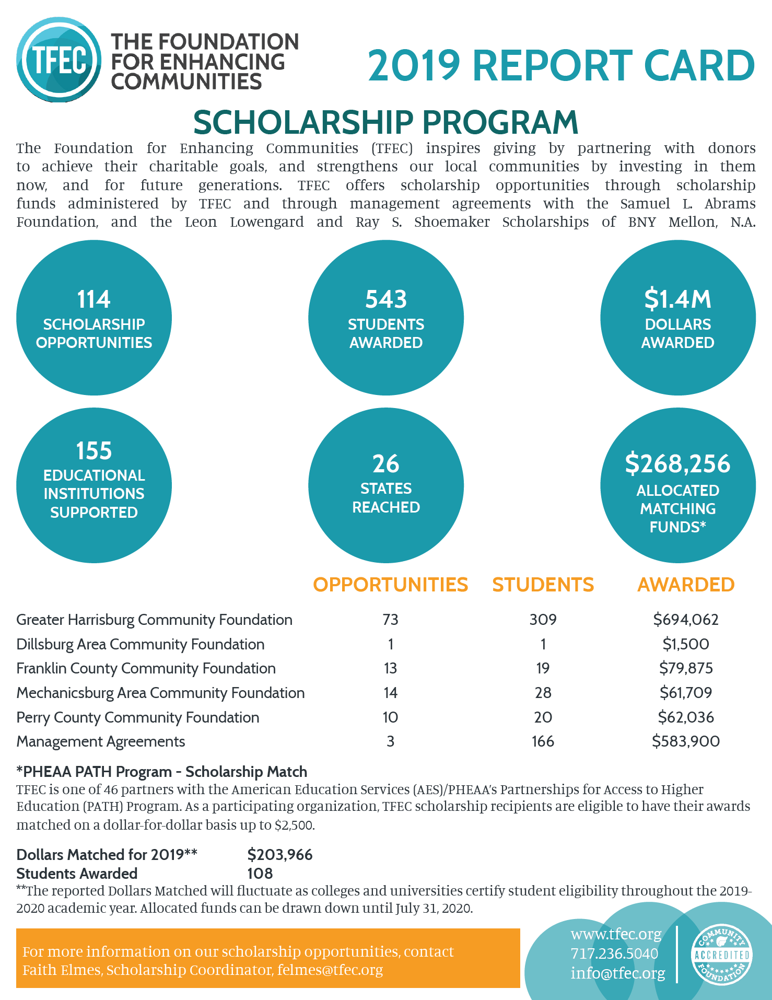 TFEC
THE FOUNDATION
FOR ENHANCING
COMMUNITIES
2019 REPORT CARD
SCHOLARSHIP PROGRAM
The Foundation for Enhancing Communities (TFEC) inspires giving by partnering with donors
to achieve their charitable goals, and strengthens our local communities by investing in them
now, and for future generations. TFEC offers scholarship opportunities through scholarship
funds administered by TFEC and through management agreements with the Samuel L. Abrams
Foundation, and the Leon Lowengard and Ray S. Shoemaker Scholarships of BNY Mellon, N.A.
114
SCHOLARSHIP
OPPORTUNITIES
543
STUDENTS
AWARDED
$1.4M
DOLLARS
AWARDED
155
EDUCATIONAL
INSTITUTIONS
SUPPORTED
26
STATES
REACHED
$268,256
ALLOCATED
MATCHING
FUNDS*
OPPORTUNITIES STUDENTS AWARDED
Greater Harrisburg Community Foundation 73 309 $694,062
Dillsburg Area Community Foundation 1 1 $1,500
Franklin County Community Foundation 13 19 $79,875
Mechanicsburg Area Community Foundation 14 28 $61,709
Perry County Community Foundation 10 20 $62,036
Management Agreements 3 166 $583,900
*PHEAA PATH Program - Scholarship Match
TFEC is one of 46 partners with the American Education Services (AES)/PHEAA's Partnerships for Access to Higher
Education (PATH) Program. As a participating organization, TFEC scholarship recipients are eligible to have their awards
matched on a dollar-for-dollar basis up to $2,500.
Dollars Matched for 2019** $203,966
Students Awarded 108
**The reported Dollars Matched will fluctuate as colleges and universities certify student eligibility throughout the 2019-
2020 academic year. Allocated funds can be drawn down until July 31, 2020.
For more information on our scholarship opportunities, contact
Faith Elmes, Scholarship Coordinator, felmes@tfec.org
www.tfec.org
717.236.5040
info@tfec.org
COMMUNITY
ACCREDITED
FOUNDATION